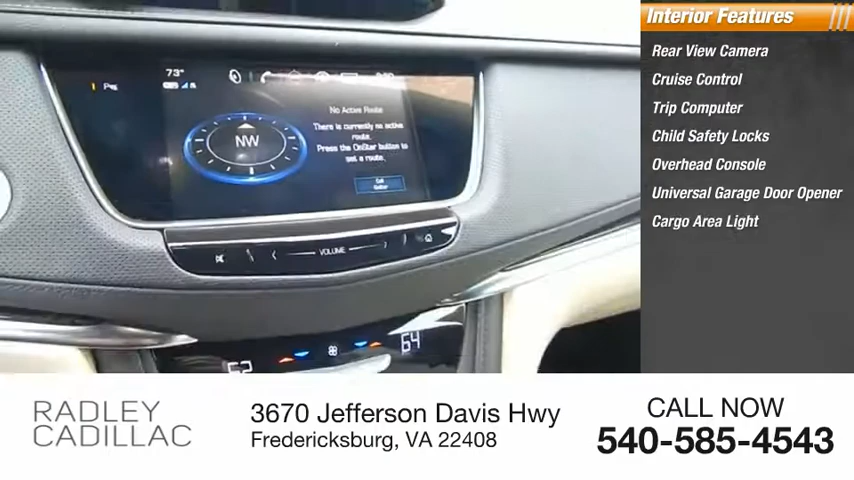 Interior Features
Rear View Camera
Cruise Control
Trip Computer
Child Safety Locks
Overhead Console
Universal Garage Door Opener
Cargo Area Light
73°
NW
No Active Route
There is currently no active
route.
Press the OnStar button to
set a route.
Call
OnStar
VOLUME
64
RADLEY
CADILLAC
3670 Jefferson Davis Hwy
Fredericksburg, VA 22408
CALL NOW
540-585-4543